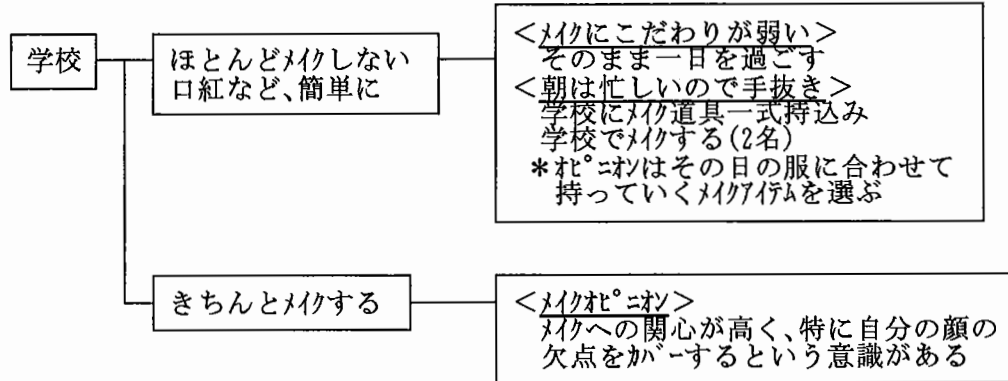 学校
ほとんどﾒｲｸしない
口紅など、簡単に
＜ﾒｲｸにこだわりが弱い＞
そのまま一日を過ごす
＜朝は忙しいので手抜き＞
学校にﾒｲｸ道具一式持込み
学校でﾒｲｸする(2名)
＊ｵﾋﾟﾆｵﾝはその日の服に合わせて
持っていくﾒｲｸｱｲﾃﾑを選ぶ
きちんとﾒｲｸする
＜ﾒｲｸｵﾋﾟﾆｵﾝ＞
ﾒｲｸへの関心が高く、特に自分の顔の
欠点をｶﾊﾞｰするという意識がある